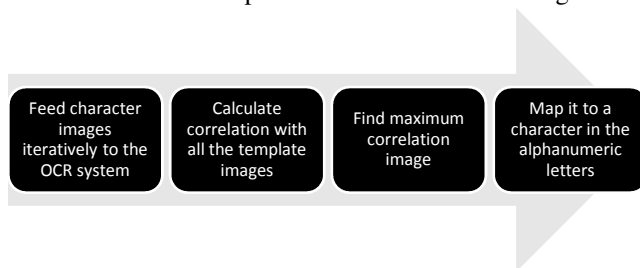 Feed character
images
iteratively to the
OCR system
Calculate
correlation with
all the template
images
Find maximum
correlation
image
Map it to a
character in the
alphanumeric
letters